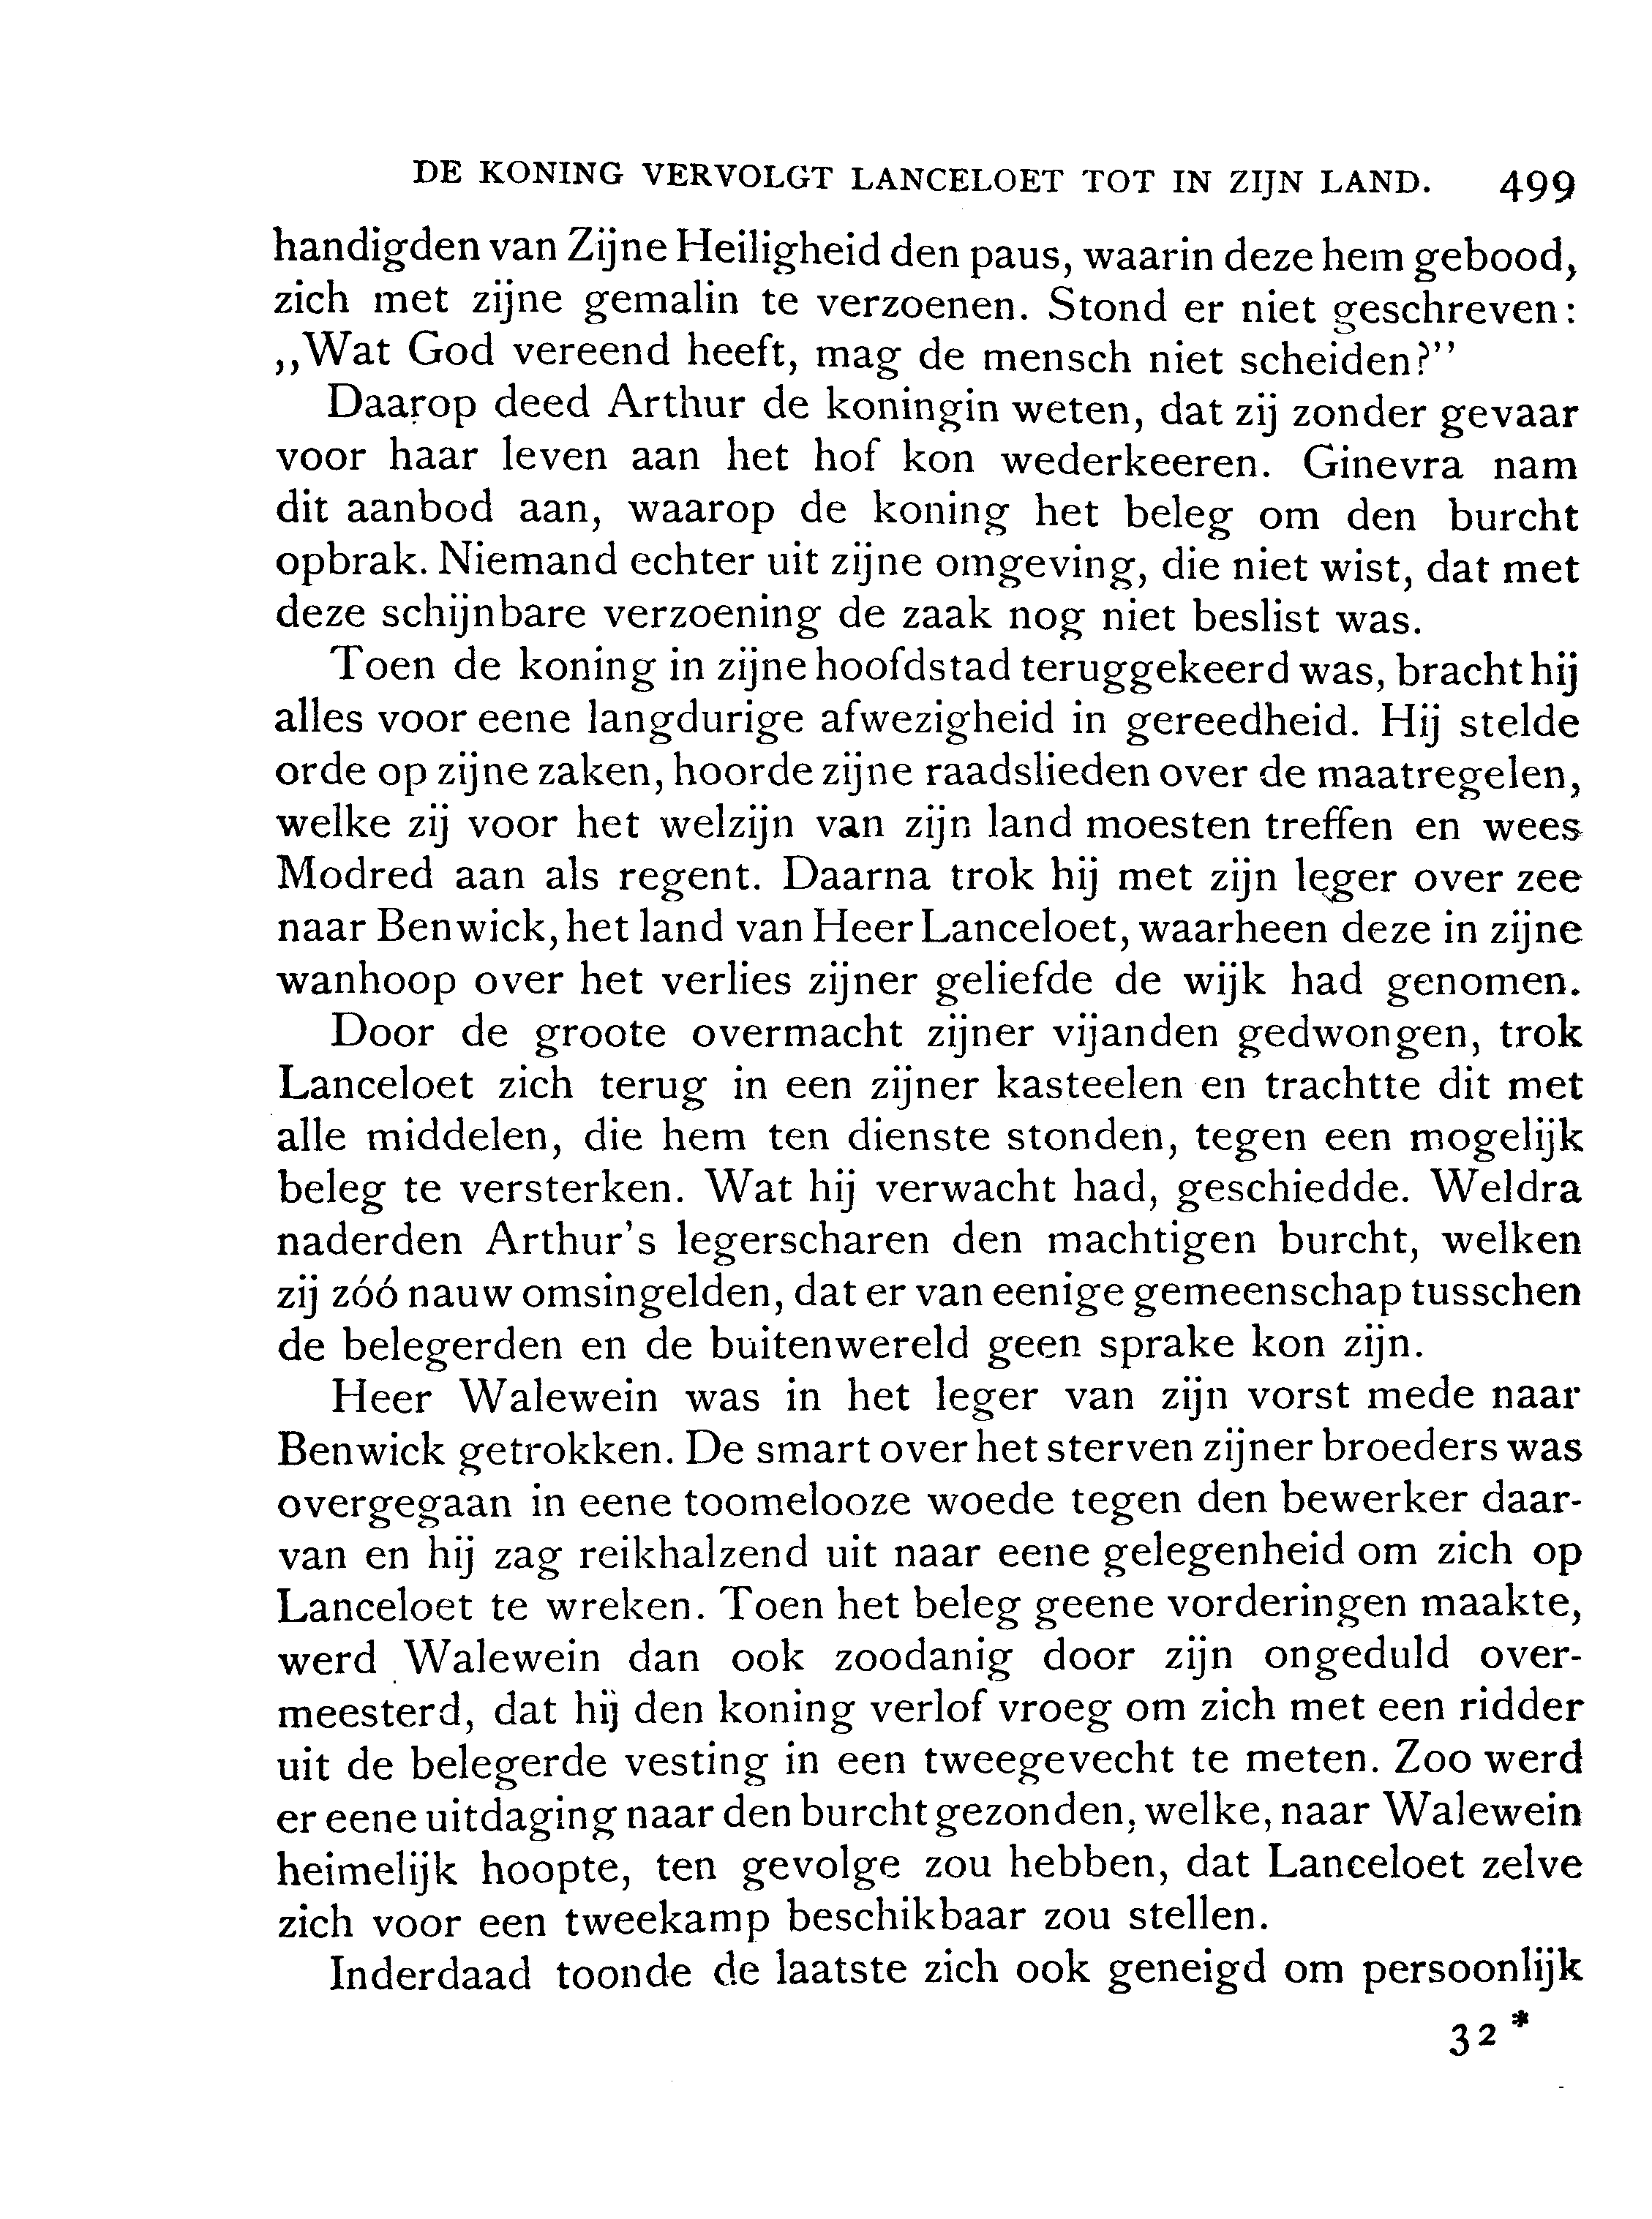 DE KONING VERVOLGT LANCELOET TOT IN ZIJN LAND. 499
handigden van Zijne Heiligheid den paus, waarin deze hem gebood,
zich met zijne gemalin te verzoenen. Stond er niet geschreven:
,,Wat God vereend heeft, mag de mensch niet scheiden?''
Daarop deed Arthur de koningin weten, dat zij zonder gevaar
voor haar leven aan het hof kon wederkeeren. Ginevra nam
dit aanbod aan, waarop de koning het beleg om den burcht
opbrak. Niemand echter uit zijne omgeving, die niet wist, dat met
deze schijnbare verzoening de zaak nog niet beslist was.
Toen de koning in zijne hoofdstad teruggekeerd was, bracht hij
alles voor eene langdurige afwezigheid in gereedheid. Hij stelde
orde op zijne zaken, hoorde zijne raadslieden over de maatregelen,
welke zij voor het welzijn van zijn land moesten treffen en wees
Modred aan als regent. Daarna trok hij met zijn leger over zee
naar Benwick, het land van Heer Lanceloet, waarheen deze in zijne
wanhoop over het verlies zijner geliefde de wijk had genomen.
Door de groote overmacht zijner vijanden gedwongen, trok
Lanceloet zich terug in een zijner kasteelen en trachtte dit met
alle middelen, die hem ten dienste stonden, tegen een mogelijk
beleg te versterken. Wat hij verwacht had, geschiedde. Weldra
naderden Arthur's legerscharen den machtigen burcht, welken
zij zóó nauw omsingelden, dat er van eenige gemeenschap tusschen
de belegerden en de buitenwereld geen sprake kon zijn.
Heer Walewein was in het leger van zijn vorst mede naar
Benwick getrokken. De smart over het sterven zijner broeders was
overgegaan in eene toomelooze woede tegen den bewerker daar-
van en hij zag reikhalzend uit naar eene gelegenheid om zich op
Lanceloet te wreken. Toen het beleg geene vorderingen maakte,
werd Walewein dan ook zoodanig door zijn ongeduld over-
meesterd, dat hij den koning verlof vroeg om zich met een ridder
uit de belegerde vesting in een tweegevecht te meten. Zoo werd
er eene uitdaging naar den burcht gezonden, welke, naar Walewein
heimelijk hoopte, ten gevolge zou hebben, dat Lanceloet zelve
zich voor een tweekamp beschikbaar zou stellen.
Inderdaad toonde de laatste zich ook geneigd om persoonlijk
32*